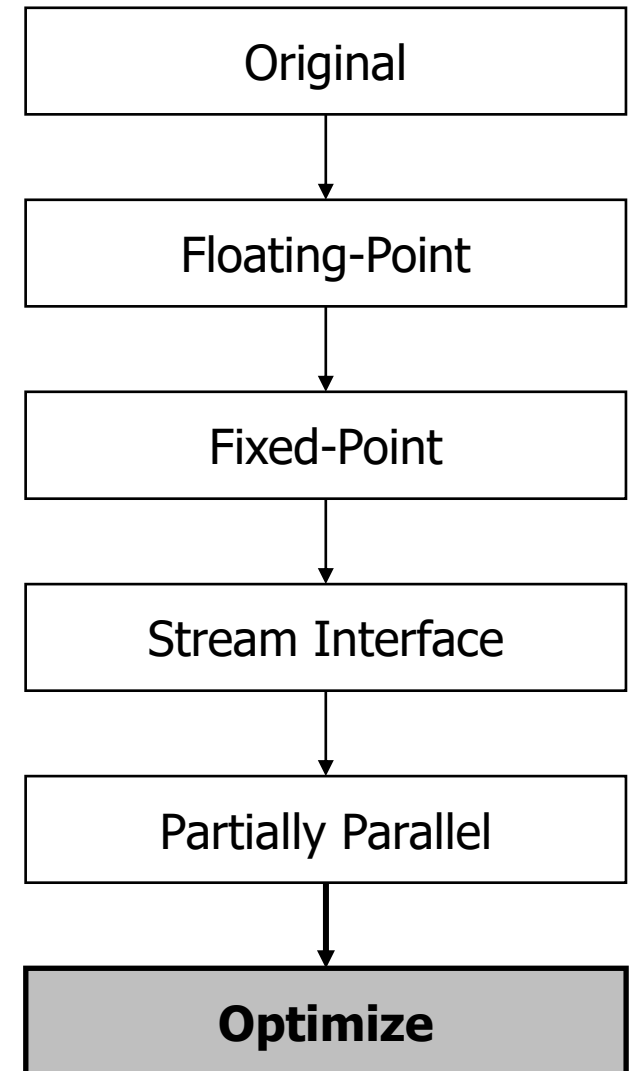 Original
Floating-Point
Fixed-Point
Stream Interface
Partially Parallel
Optimize